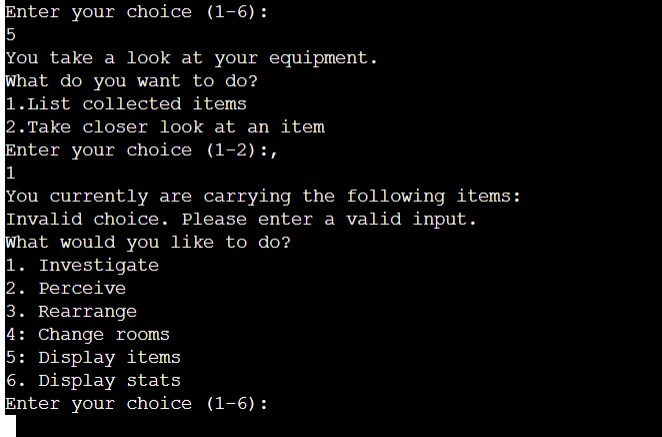 Enter your choice (1-6):
5
You take a look at your equipment.
What do you want to do?
1.List collected items
2.Take closer look at an item
Enter your choice (1-2):,
1
You currently are carrying the following items:
Invalid choice. Please enter a valid input.
What would you like to do?
1. Investigate
2. Perceive
3. Rearrange
4: Change rooms
5: Display items
6. Display stats
Enter your choice (1-6):